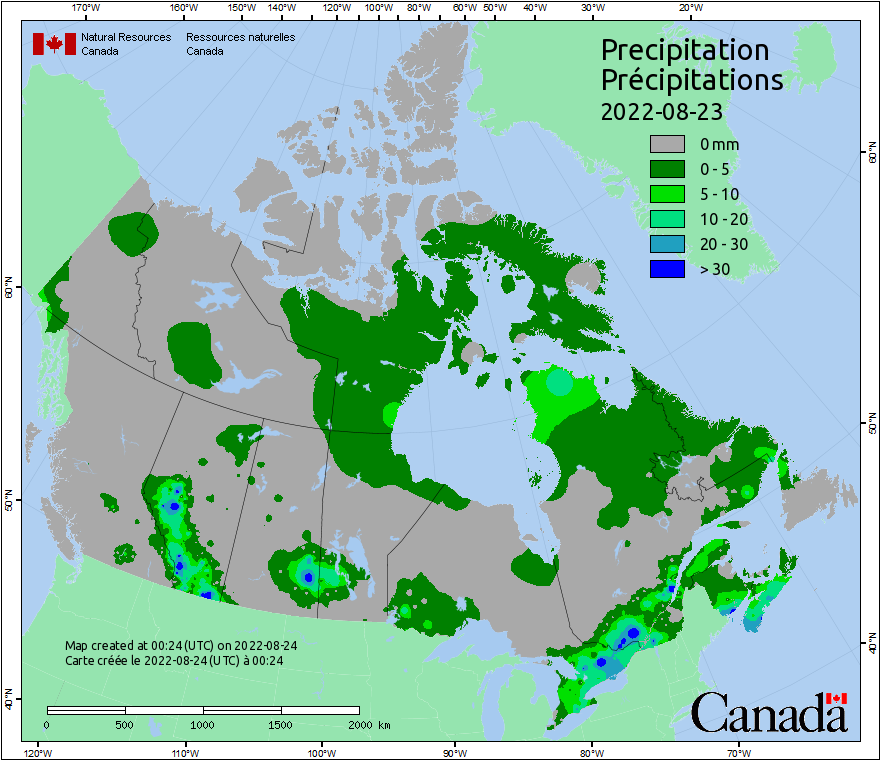 170°W 160°W 150°W 140°W 120°W 100°W 80°W 60°W 50°W 40°W 30°W 20°W
Natural Resources Ressources naturelles
Canada Canada
Precipitation
Précipitations
2022-08-23
0 mm
0 - 5
5 - 10
10 - 20
20 - 30
> 30
60°N 60°N
50°N 50°N
40°N 40°N
Map created at 00:24 (UTC) on 2022-08-24
Carte créée le 2022-08-24 (UTC) à 00:24
0 500 1000 1500 2000 km
Canada
120°W 110°W 100°W 90°W 80°W 70°W